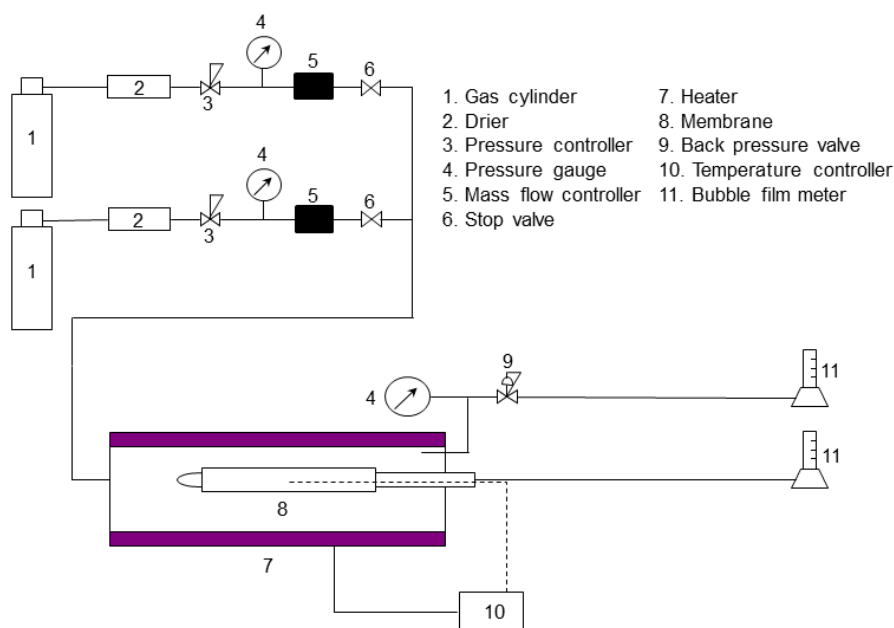 4
5
6
2
3
1
4
5
6
2
3
1
1. Gas cylinder
2. Drier
3. Pressure controller
4. Pressure gauge
5. Mass flow controller
6. Stop valve
7. Heater
8. Membrane
9. Back pressure valve
10. Temperature controller
11. Bubble film meter
9
4
11
11
8
7
10